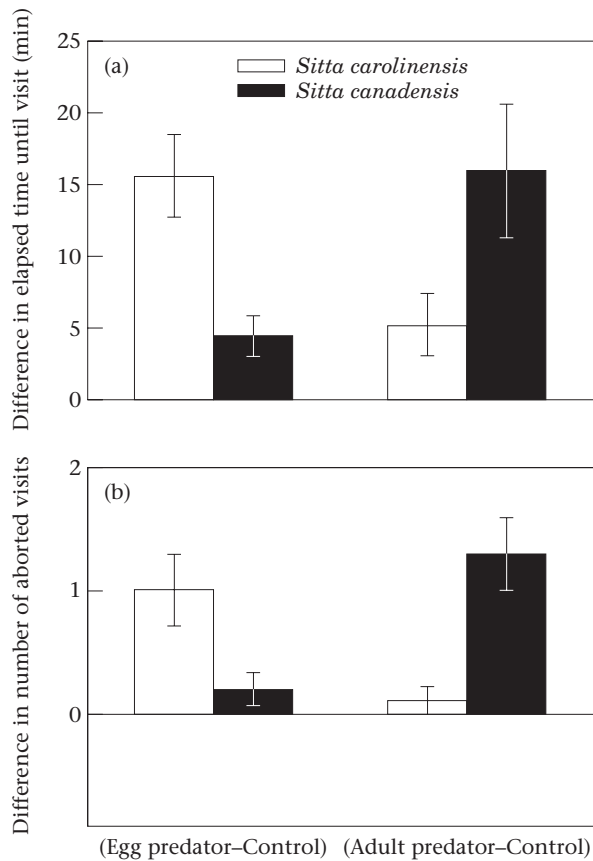 Difference in elapsed time until visit (min)
25
20
15
10
5
0
(a)
Sitta carolinensis
Sitta canadensis
Difference in number of aborted visits
2
1
0
(b)
(Egg predator–Control) (Adult predator–Control)